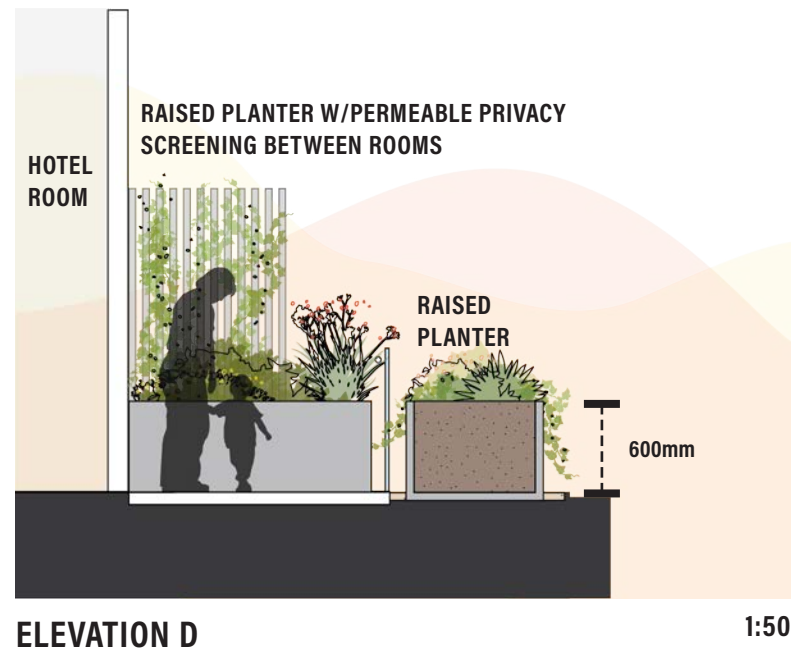 RAISED PLANTER W/PERMEABLE PRIVACY
SCREENING BETWEEN ROOMS
HOTEL
ROOM
RAISED
PLANTER
600mm
ELEVATION D
1:50